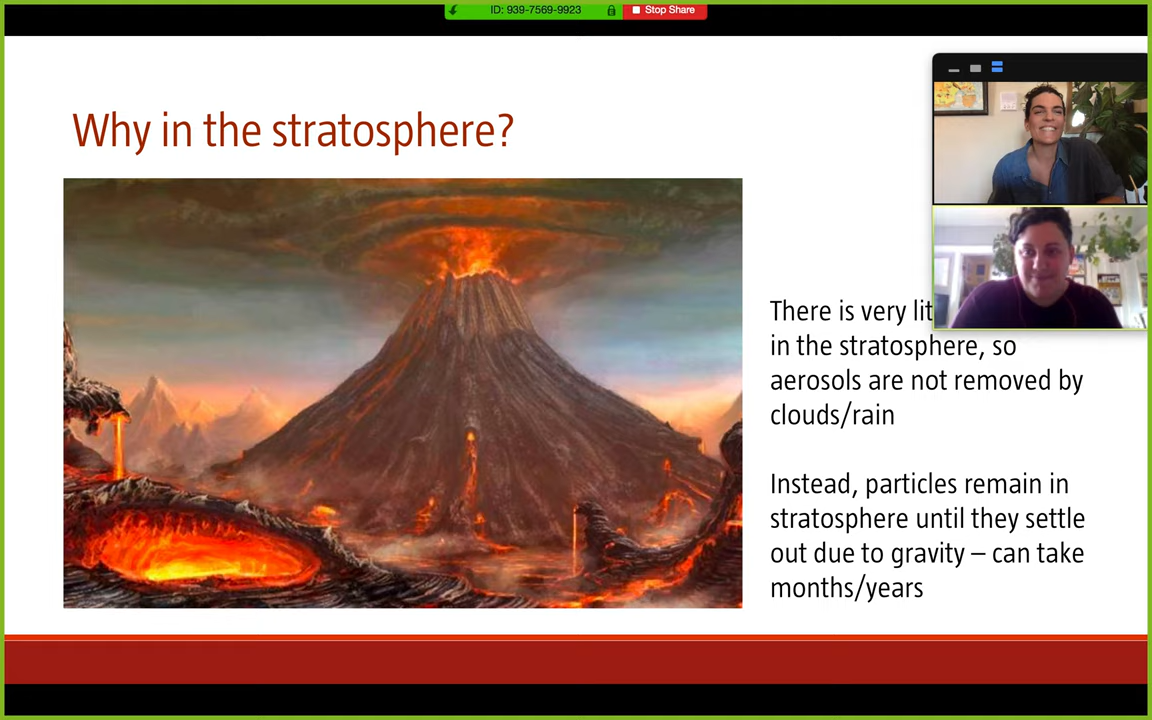 ID: 939-7569-9923
Stop Share
Why in the stratosphere?
There is very
in the stratosphere, so
aerosols are not removed by
clouds/rain
Instead, particles remain in
stratosphere until they settle
out due to gravity – can take
months/years